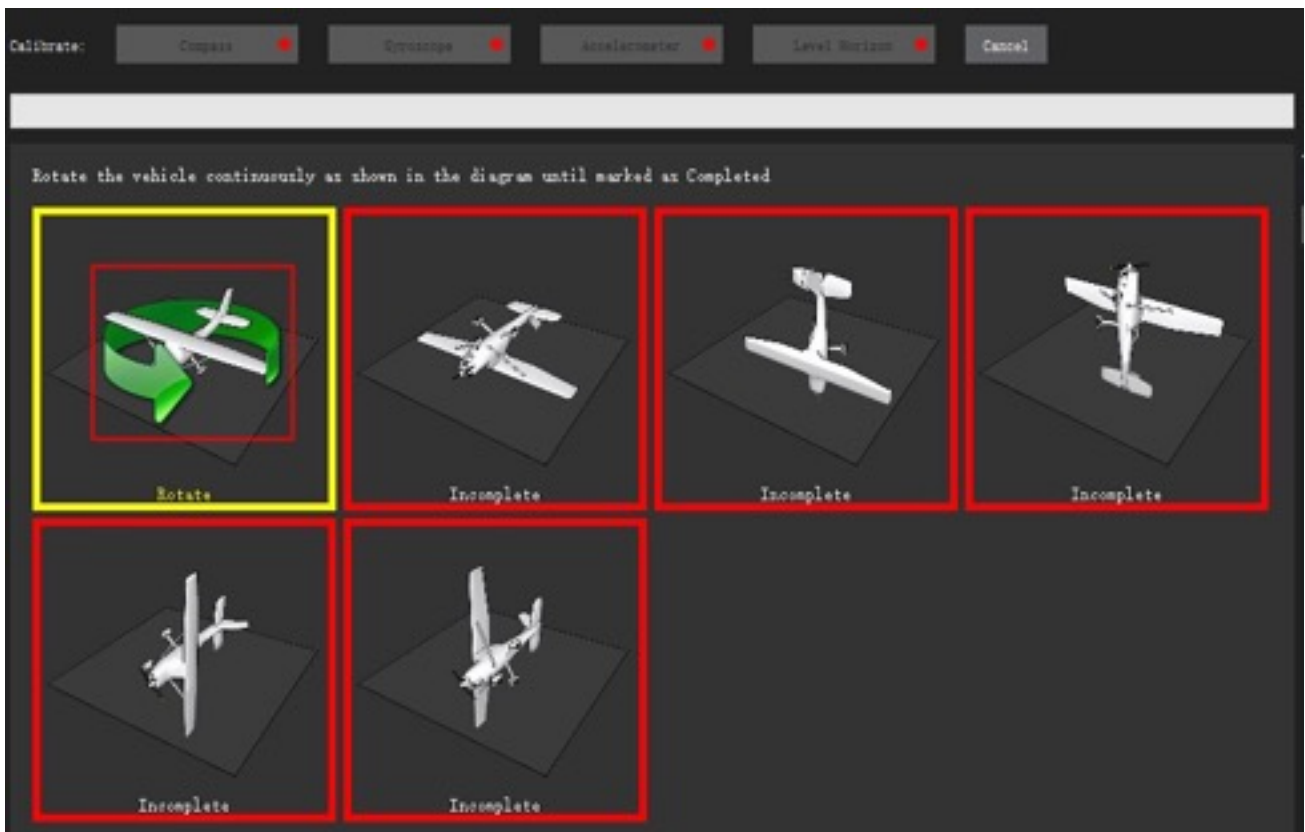 Calibrate: Compass Gyroscope Accelerometer Level Horizon Cancel
Rotate the vehicle continuously as shown in the diagram until marked as Completed
Rotate Incomplete Incomplete Incomplete
Incomplete Incomplete